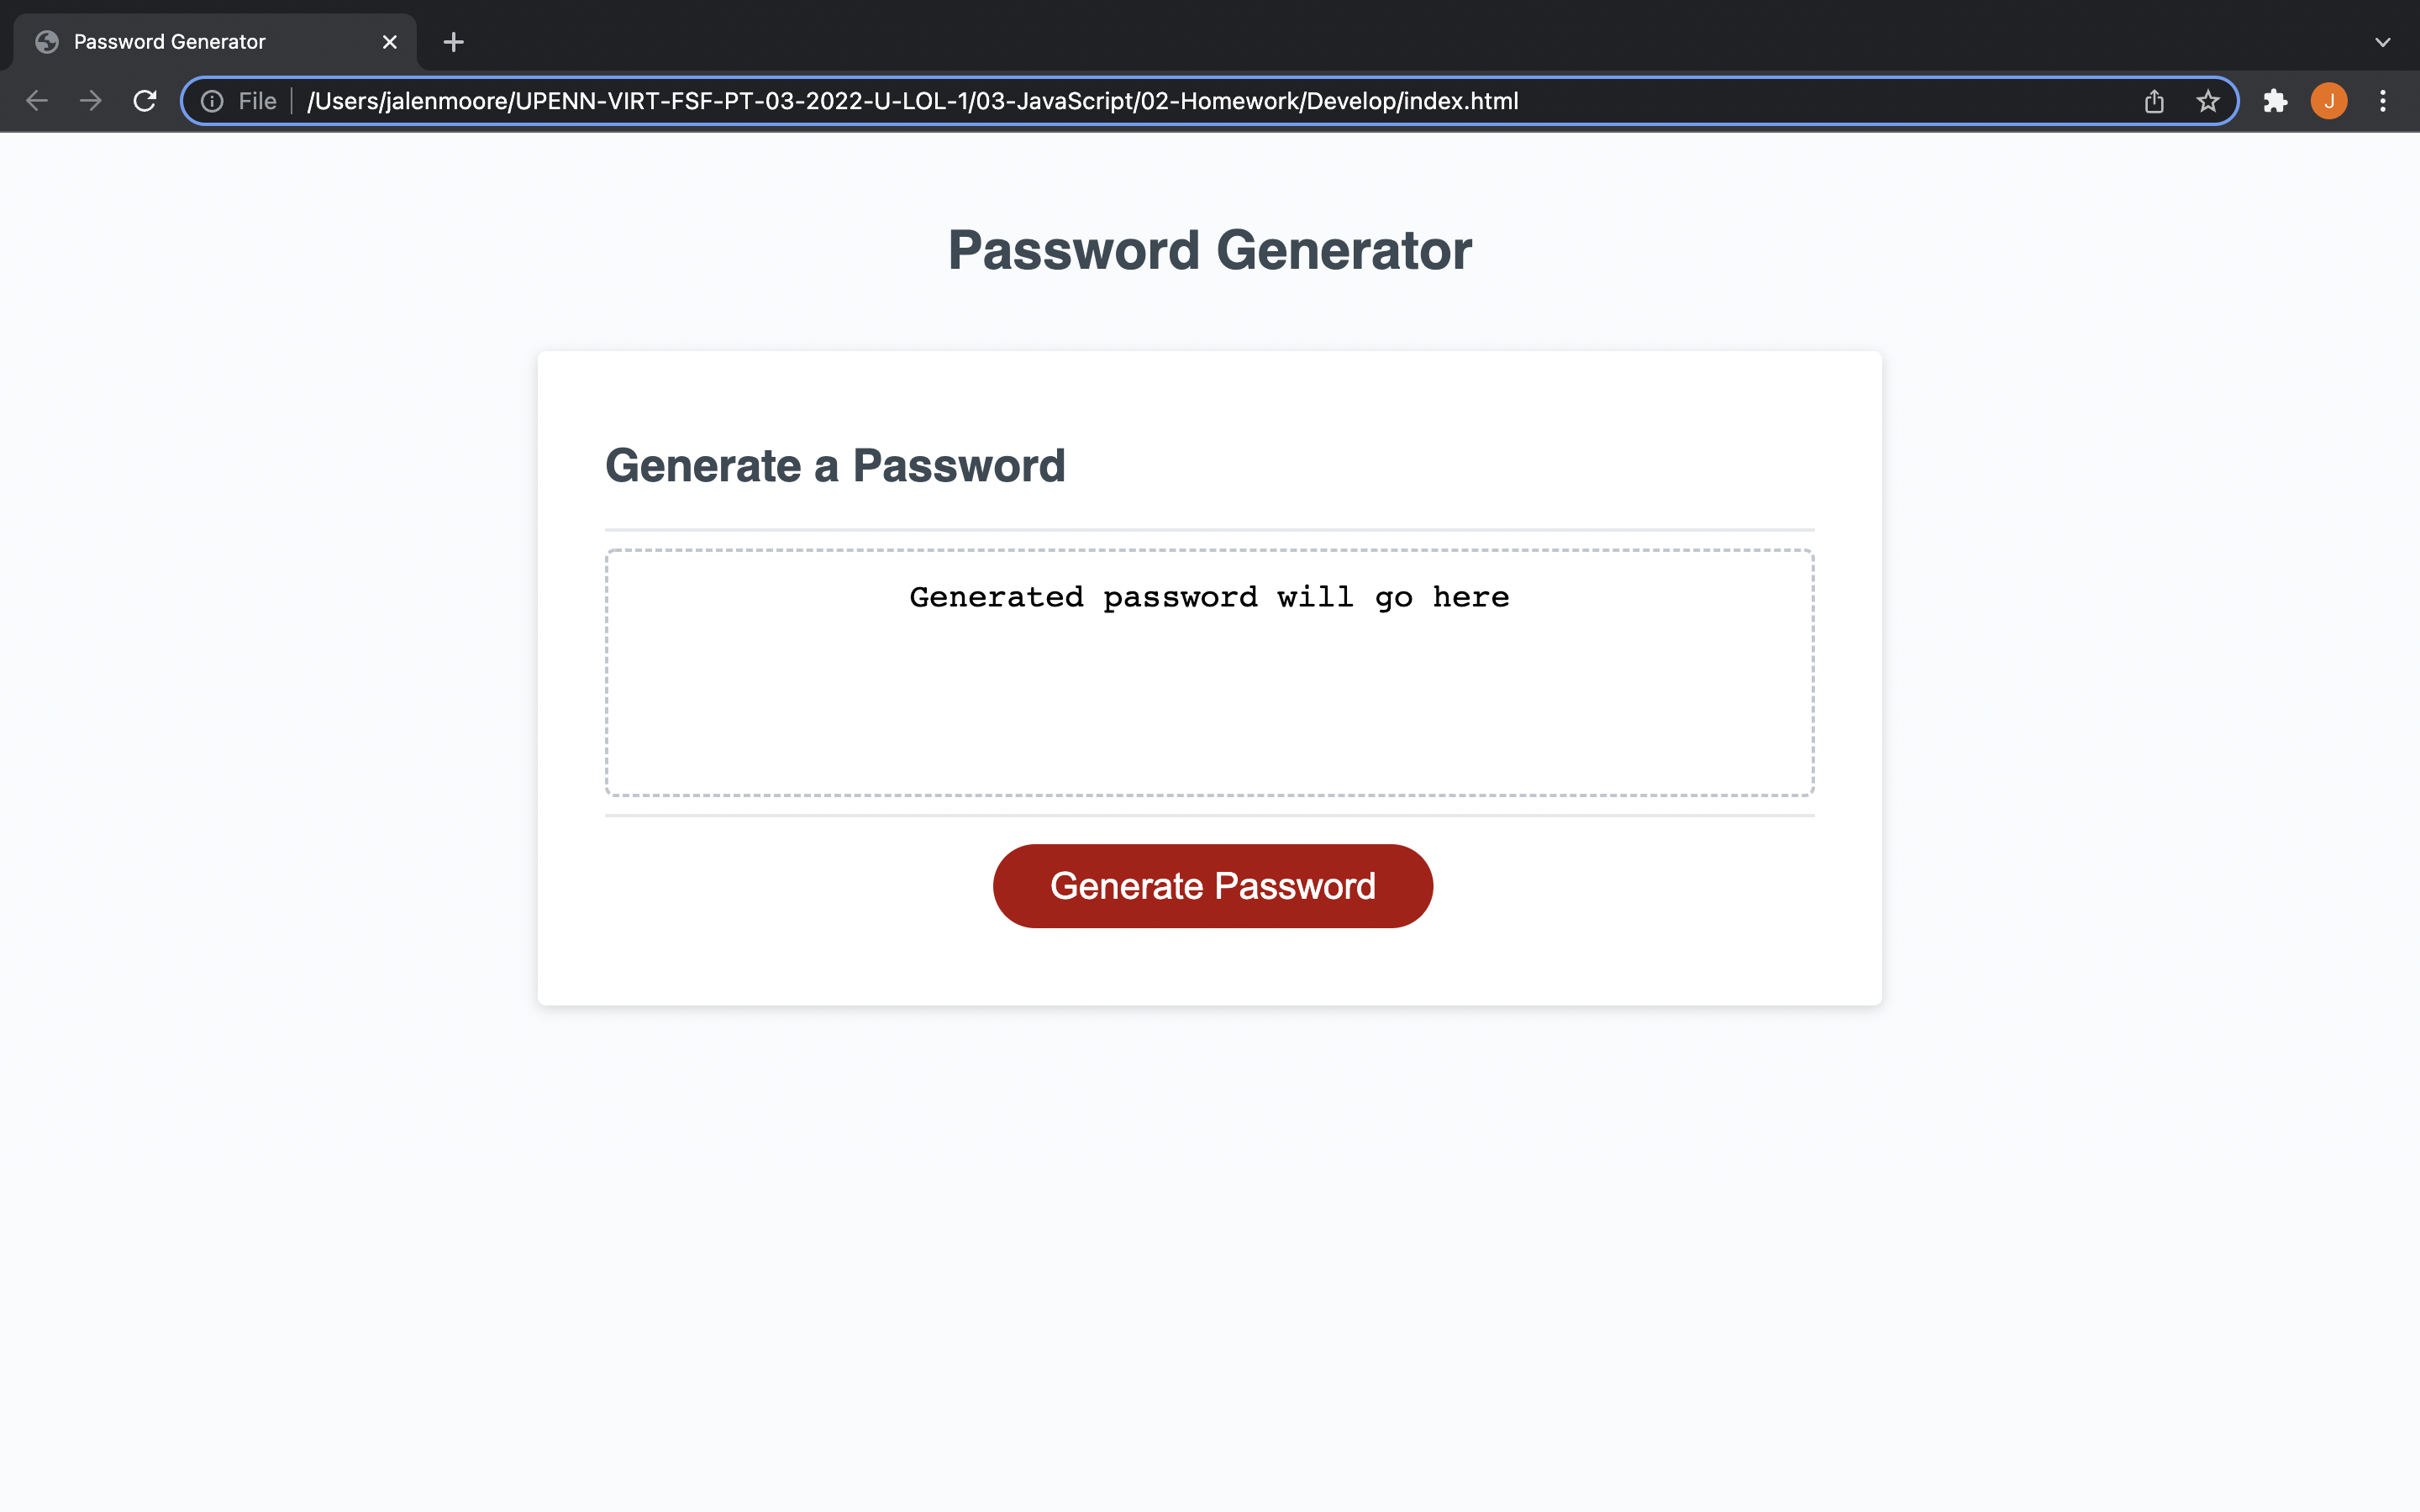 Password Generator
File
/Users/jalenmoore/UPENN-VIRT-FSF-PT-03-2022-U-LOL-1/03-JavaScript/02-Homework/Develop/index.html
J
Password Generator
Generate a Password
Generated password will go here
Generate Password